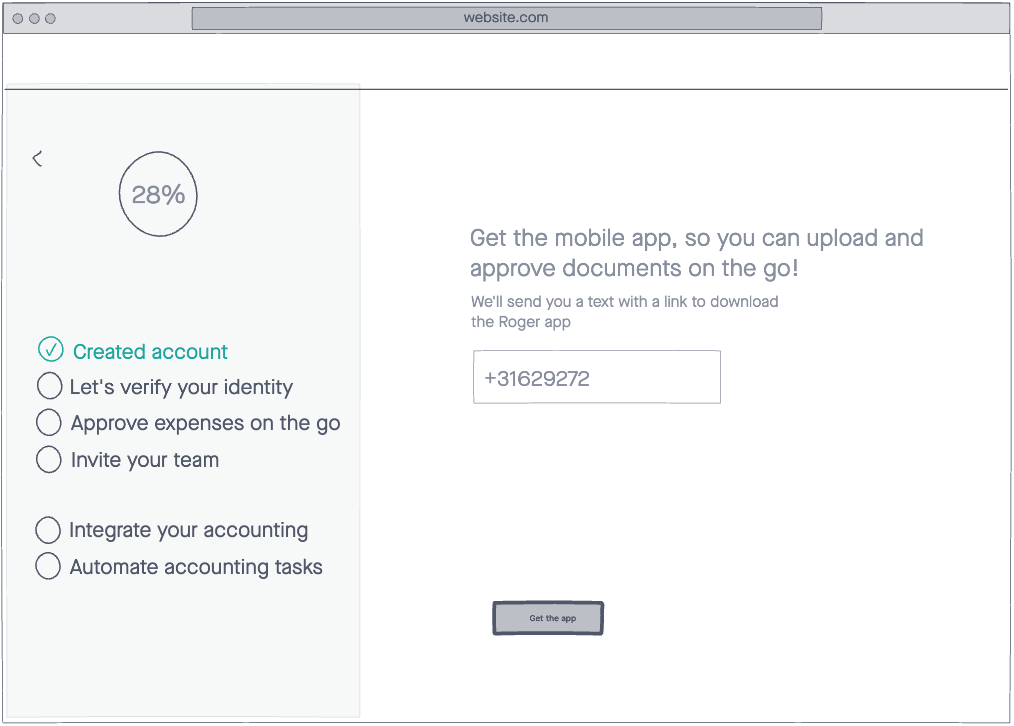 website.com
28%
Created account
Let's verify your identity
Approve expenses on the go
Invite your team
Integrate your accounting
Automate accounting tasks
Get the mobile app, so you can upload and
approve documents on the go!
We'll send you a text with a link to download
the Roger app
+31629272
Get the app